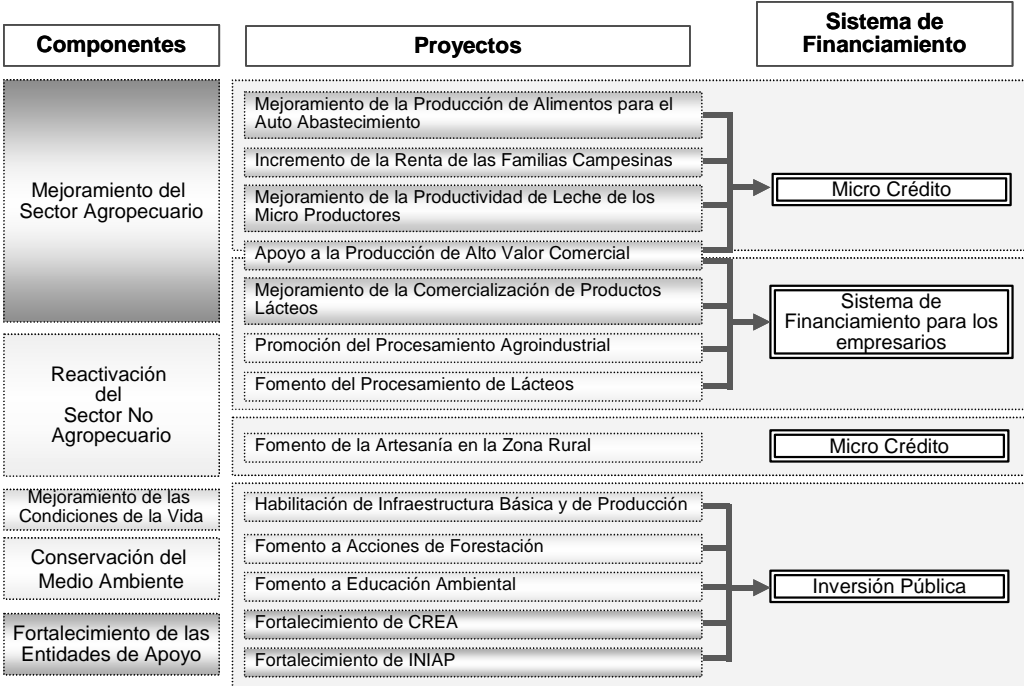 Componentes
Proyectos
Sistema de
Financiamiento
Mejoramiento del
Sector Agropecuario
Mejoramiento de la Producción de Alimentos para el
Auto Abastecimiento
Incremento de la Renta de las Familias Campesinas
Mejoramiento de la Productividad de Leche de los
Micro Productores
Micro Crédito
Apoyo a la Producción de Alto Valor Comercial
Mejoramiento de la Comercialización de Productos
Lácteos
Sistema de
Financiamiento para los
empresarios
Reactivación
del
Sector No
Agropecuario
Promoción del Procesamiento Agroindustrial
Fomento del Procesamiento de Lácteos
Fomento de la Artesanía en la Zona Rural
Micro Crédito
Mejoramiento de las
Condiciones de la Vida
Habilitación de Infraestructura Básica y de Producción
Conservación del
Medio Ambiente
Fomento a Acciones de Forestación
Fomento a Educación Ambiental
Inversión Pública
Fortalecimiento de las
Entidades de Apoyo
Fortalecimiento de CREA
Fortalecimiento de INIAP